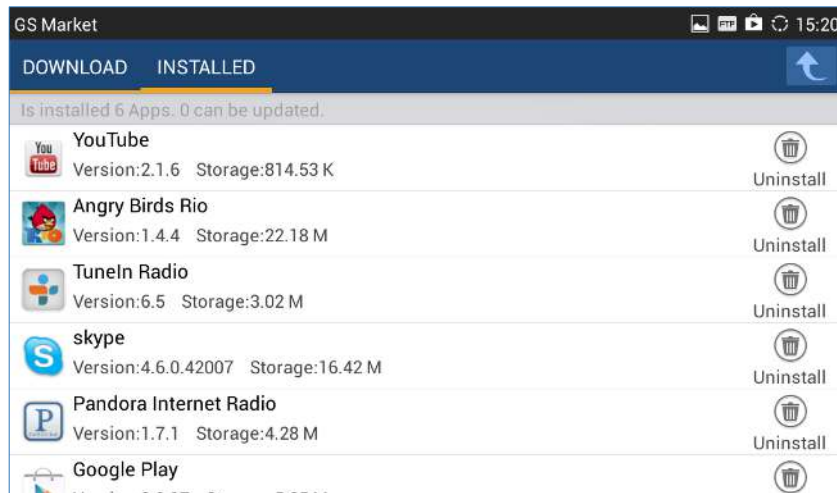 GS Market
FTP
15:20
DOWNLOAD INSTALLED
Is installed 6 Apps. 0 can be updated.
You
Tube
YouTube
Version:2.1.6 Storage:814.53 K
Uninstall
Angry Birds Rio
Version:1.4.4 Storage:22.18 M
Uninstall
TuneIn Radio
Version:6.5 Storage:3.02 M
Uninstall
S
skype
Version:4.6.0.42007 Storage:16.42 M
Uninstall
P
Pandora Internet Radio
Version:1.7.1 Storage:4.28 M
Uninstall
Google Play